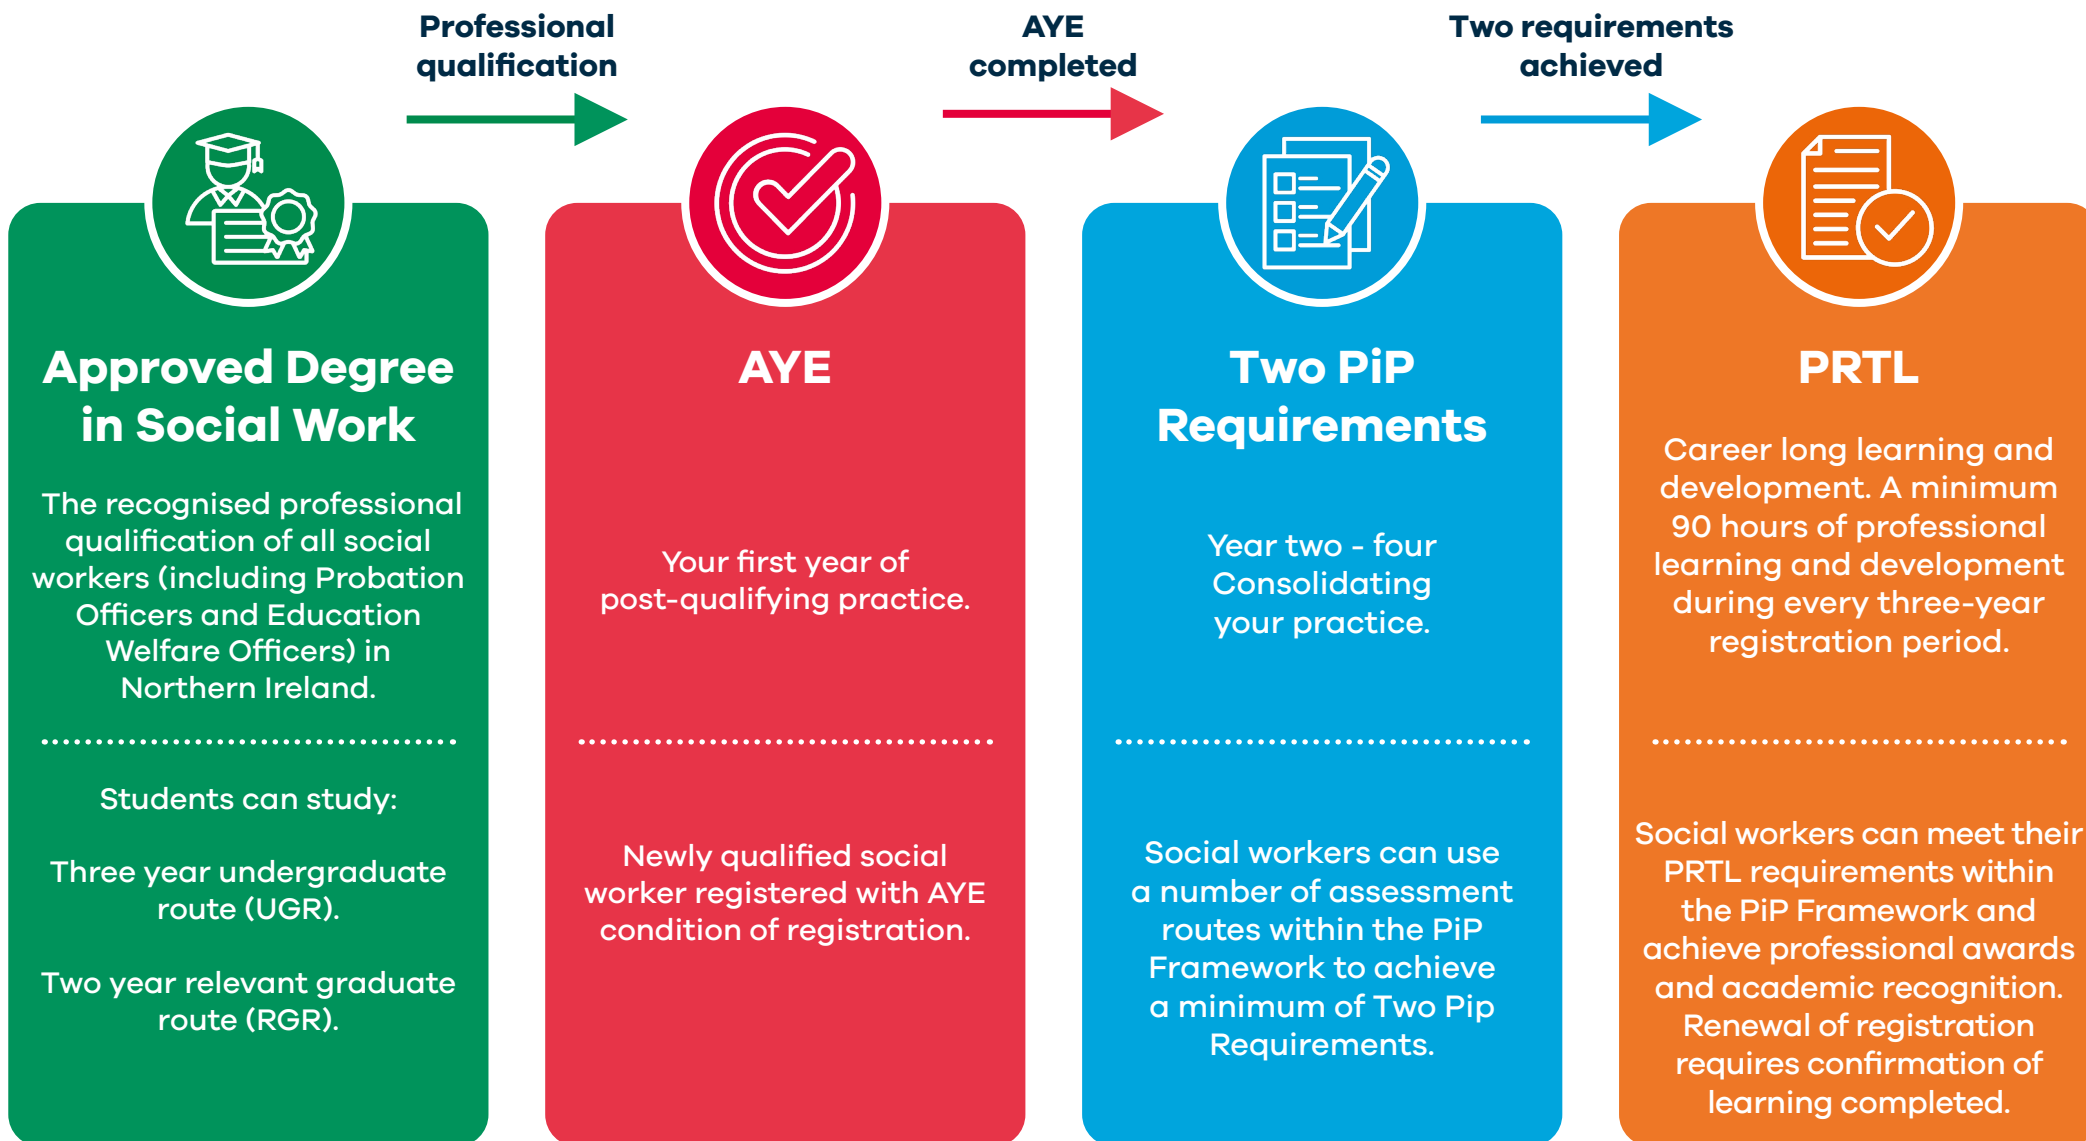 Professional
qualification
AYE
completed
Two requirements
achieved
Approved Degree
in Social Work
The recognised professional
qualification of all social
workers (including Probation
Officers and Education
Welfare Officers) in
Northern Ireland.
Students can study:
Three year undergraduate
route (UGR).
Two year relevant graduate
route (RGR).
AYE
Your first year of
post-qualifying practice.
Newly qualified social
worker registered with AYE
condition of registration.
Two PiP
Requirements
Year two - four
Consolidating
your practice.
Social workers can use
a number of assessment
routes within the PiP
Framework to achieve
a minimum of Two Pip
Requirements.
PRTL
Career long learning and
development. A minimum
90 hours of professional
learning and development
during every three-year
registration period.
Social workers can meet their
PRTL requirements within
the PiP Framework and
achieve professional awards
and academic recognition.
Renewal of registration
requires confirmation of
learning completed.